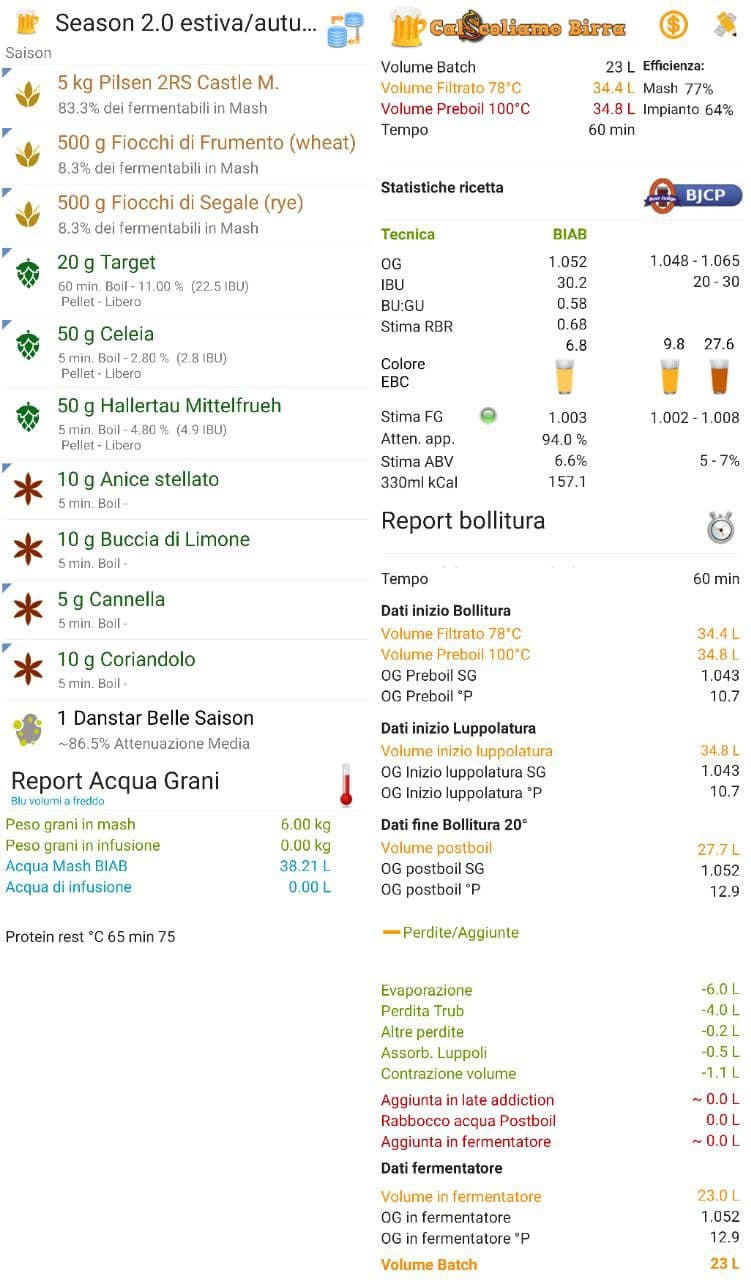 Season 2.0 estiva/autu...
Saison
5 kg Pilsen 2RS Castle M.
83.3% dei fermentabili in Mash
500 g Fiocchi di Frumento (wheat)
8.3% dei fermentabili in Mash
500 g Fiocchi di Segale (rye)
8.3% dei fermentabili in Mash
20 g Target
60 min. Boil - 11.00 % (22.5 IBU)
Pellet - Libero
50 g Celeia
5 min. Boil - 2.80 % (2.8 IBU)
Pellet - Libero
50 g Hallertau Mittelfrueh
5 min. Boil - 4.80 % (4.9 IBU)
Pellet - Libero
10 g Anice stellato
5 min. Boil -
10 g Buccia di Limone
5 min. Boil -
5 g Cannella
5 min. Boil -
10 g Coriandolo
5 min. Boil -
1 Danstar Belle Saison
~86.5% Attenuazione Media
Report Acqua Grani
Blu volumi a freddo
Peso grani in mash 6.00 kg
Peso grani in infusione 0.00 kg
Acqua Mash BIAB 38.21 L
Acqua di infusione 0.00 L
Protein rest °C 65 min 75
CalScoliamo Birra
Volume Batch 23 L Efficienza:
Volume Filtrato 78°C 34.4 L Mash 77%
Volume Preboil 100°C 34.8 L Impianto 64%
Tempo 60 min
Statistiche ricetta BJCP
Tecnica BIAB
OG 1.052 1.048 - 1.065
IBU 30.2 20 - 30
BU:GU 0.58
Stima RBR 0.68
6.8 9.8 27.6
Colore
EBC
Stima FG 1.003 1.002 - 1.008
Atten. app. 94.0 %
Stima ABV 6.6% 5 - 7%
330ml kCal 157.1
Report bollitura
Tempo 60 min
Dati inizio Bollitura
Volume Filtrato 78°C 34.4 L
Volume Preboil 100°C 34.8 L
OG Preboil SG 1.043
OG Preboil °P 10.7
Dati inizio Luppolatura
Volume inizio luppolatura 34.8 L
OG Inizio luppolatura SG 1.043
OG Inizio luppolatura °P 10.7
Dati fine Bollitura 20°
Volume postboil 27.7 L
OG postboil SG 1.052
OG postboil °P 12.9
Perdite/Aggiunte
Evaporazione -6.0 L
Perdita Trub -4.0 L
Altre perdite -0.2 L
Assorb. Luppoli -0.5 L
Contrazione volume -1.1 L
Aggiunta in late addiction ~ 0.0 L
Rabbocco acqua Postboil 0.0 L
Aggiunta in fermentatore ~ 0.0 L
Dati fermentatore
Volume in fermentatore 23.0 L
OG in fermentatore 1.052
OG in fermentatore °P 12.9
Volume Batch 23 L